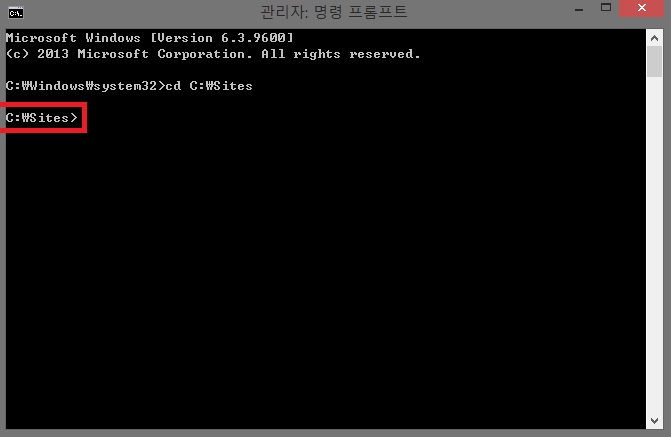 관리자: 명령 프롬프트
Microsoft Windows [Version 6.3.9600]
(c) 2013 Microsoft Corporation. All rights reserved.
C:₩Windows₩system32>cd C:₩Sites
C:₩Sites>